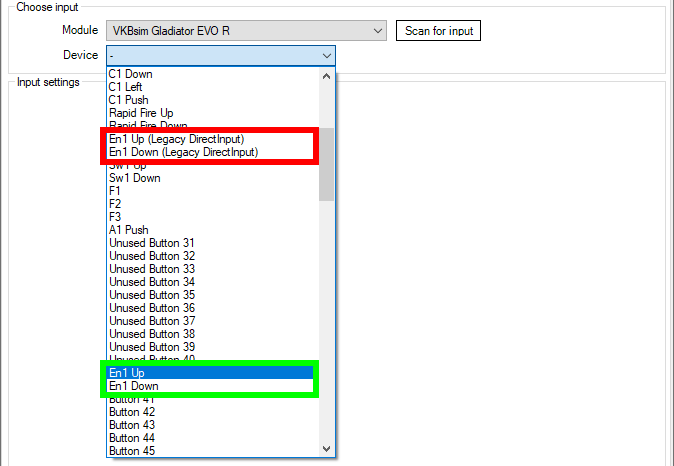 Choose input
Module VKBsim Gladiator EVO R Scan for input
Device -
Input settings
C1 Down
C1 Left
C1 Push
Rapid Fire Up
Rapid Fire Down
En1 Up (Legacy DirectInput)
En1 Down (Legacy DirectInput)
Sw1 Up
Sw1 Down
F1
F2
F3
A1 Push
Unused Button 31
Unused Button 32
Unused Button 33
Unused Button 34
Unused Button 35
Unused Button 36
Unused Button 37
Unused Button 38
Unused Button 39
Unused Button 40
En1 Up
En1 Down
Button 41
Button 42
Button 43
Button 44
Button 45